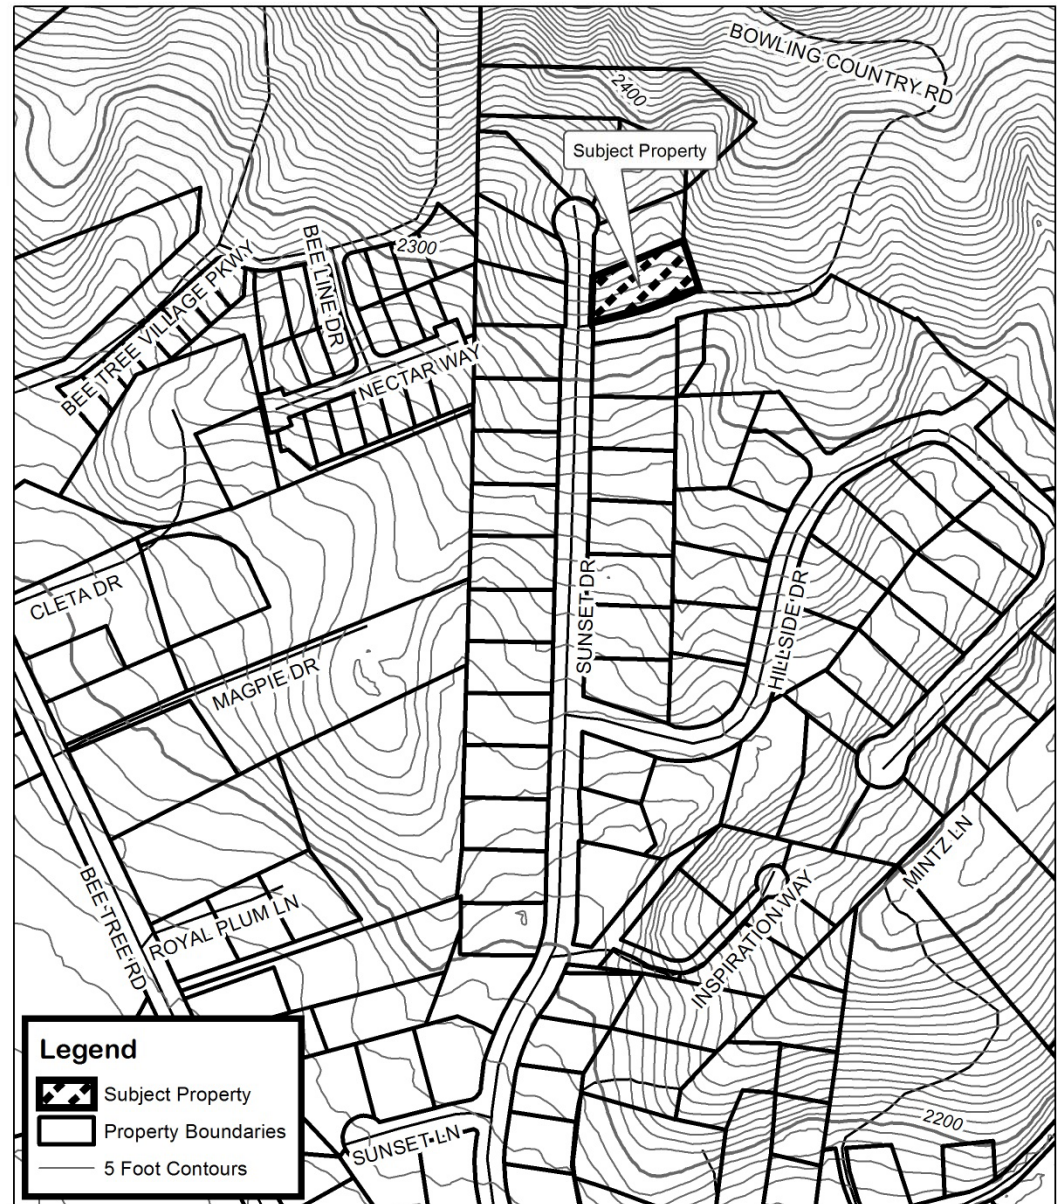 BOWLING COUNTRY RD
2400
Subject Property
2300
BEE LINE DR
BEE TREE VILLAGE PKWY
NECTAR WAY
CLETA DR
SUNSET DR
HILLSIDE DR
MAGPIE DR
MINTZ LN
BEE TREE RD
ROYAL PLUM LN
INSPIRATION WAY
2200
SUNSET LN
Legend
Subject Property
Property Boundaries
5 Foot Contours